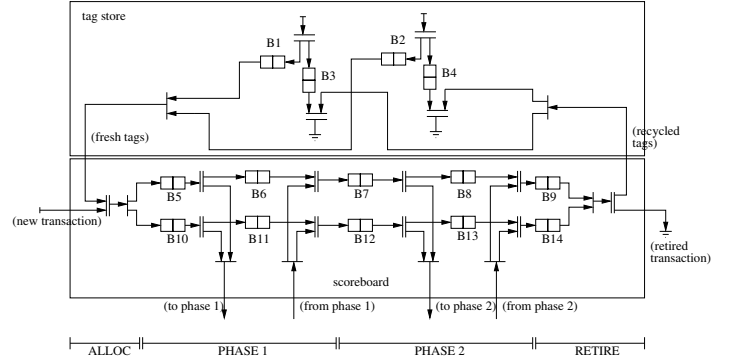 tag store
B1
B2
B3
B4
(fresh tags)
(recycled
tags)
B5
B6
B7
B8
B9
(new transaction)
B10
B11
B12
B13
B14
(retired
transaction)
scoreboard
(to phase 1)
(from phase 1)
(to phase 2)
(from phase 2)
ALLOC
PHASE 1
PHASE 2
RETIRE